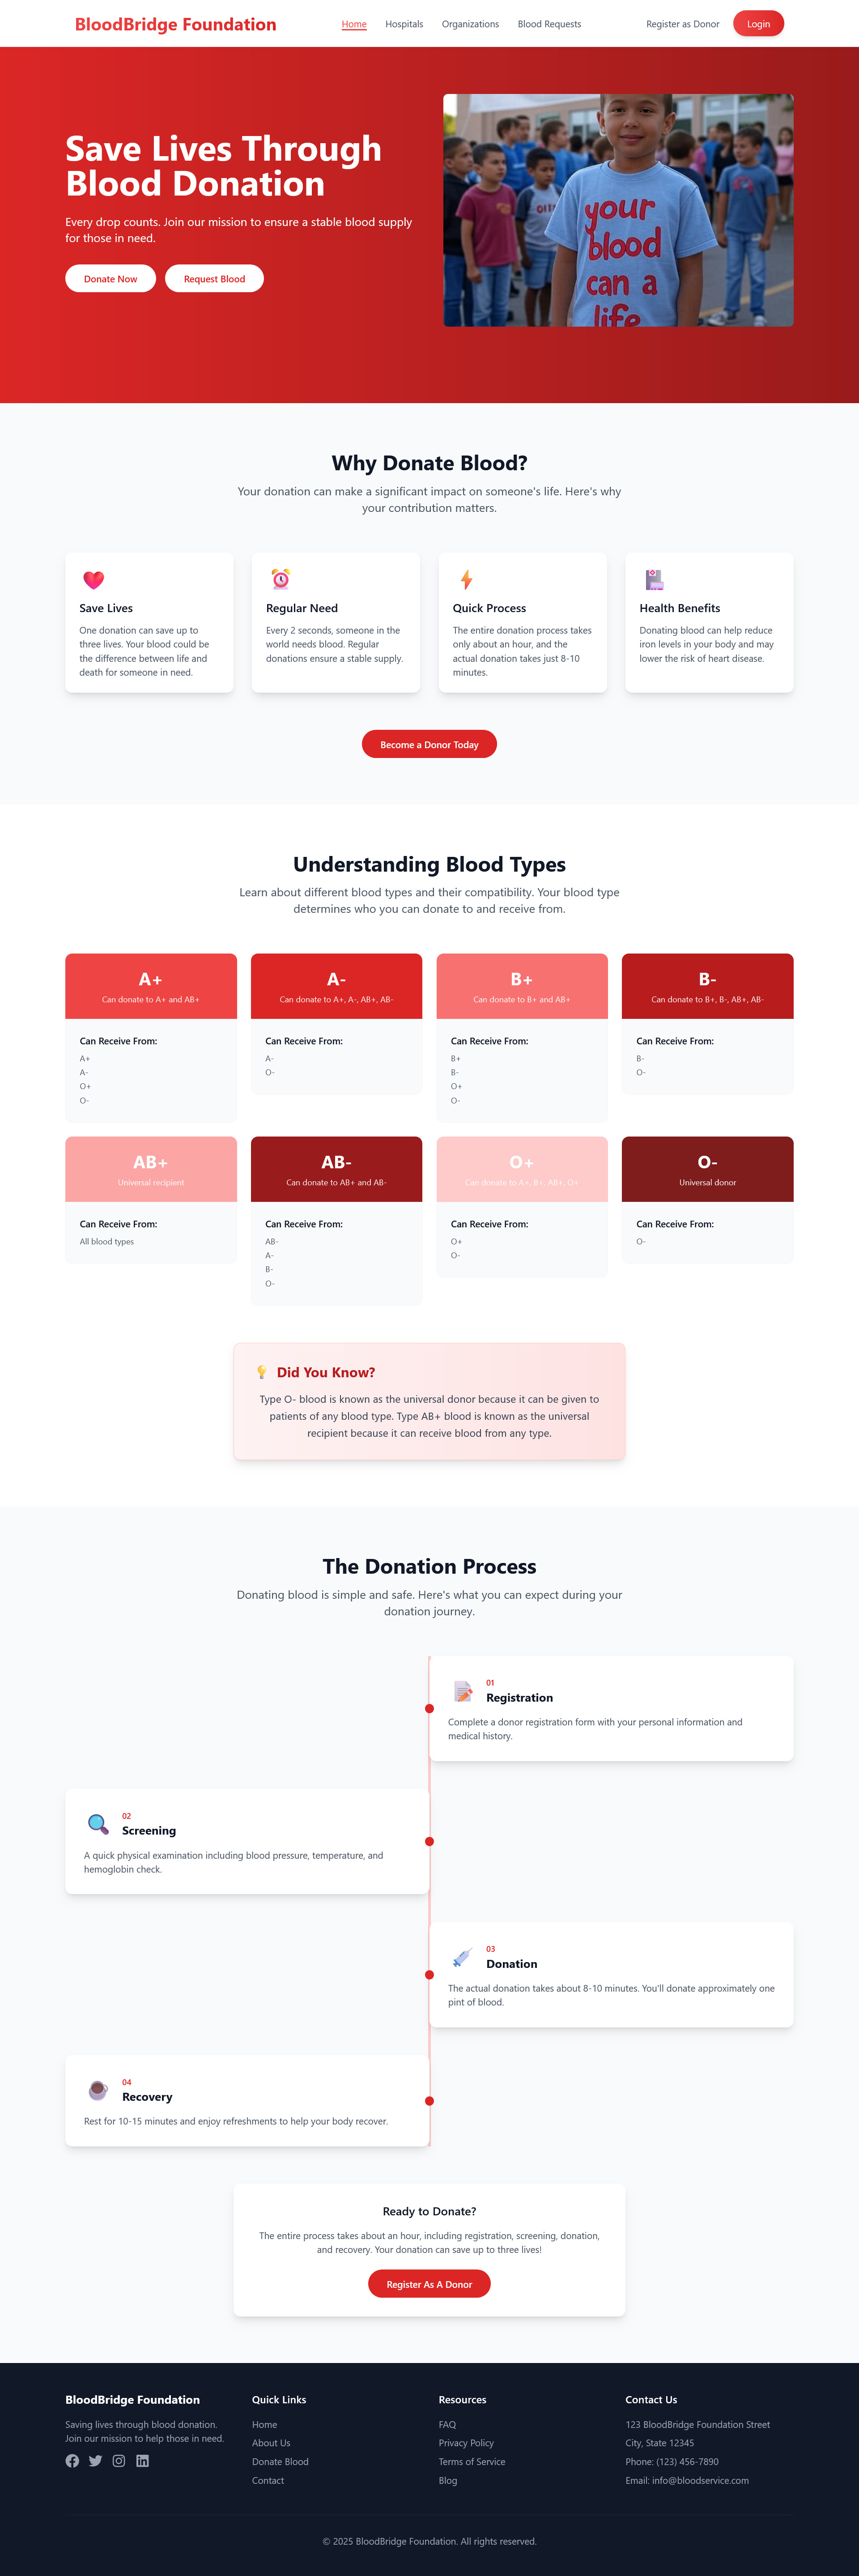 BloodBridge Foundation
Home
Hospitals
Organizations
Blood Requests
Register as Donor
Login
Save Lives Through
Blood Donation
Every drop counts. Join our mission to ensure a stable blood supply
for those in need.
Donate Now
Request Blood
your
blood
can a
life
Why Donate Blood?
Your donation can make a significant impact on someone's life. Here's why
your contribution matters.
Save Lives
One donation can save up to
three lives. Your blood could be
the difference between life and
death for someone in need.
Regular Need
Every 2 seconds, someone in the
world needs blood. Regular
donations ensure a stable supply.
Quick Process
The entire donation process takes
only about an hour, and the
actual donation takes just 8-10
minutes.
Health Benefits
Donating blood can help reduce
iron levels in your body and may
lower the risk of heart disease.
Become a Donor Today
Understanding Blood Types
Learn about different blood types and their compatibility. Your blood type
determines who you can donate to and receive from.
A+
Can donate to A+ and AB+
Can Receive From:
A+
A-
O+
O-
A-
Can donate to A+, A-, AB+, AB-
Can Receive From:
A-
O-
B+
Can donate to B+ and AB+
Can Receive From:
B+
B-
O+
O-
B-
Can donate to B+, B-, AB+, AB-
Can Receive From:
B-
O-
AB+
Universal recipient
Can Receive From:
All blood types
AB-
Can donate to AB+ and AB-
Can Receive From:
AB-
A-
B-
O-
O+
Can donate to A+, B+, AB+, O+
Can Receive From:
O+
O-
O-
Universal donor
Can Receive From:
O-
Did You Know?
Type O- blood is known as the universal donor because it can be given to
patients of any blood type. Type AB+ blood is known as the universal
recipient because it can receive blood from any type.
The Donation Process
Donating blood is simple and safe. Here's what you can expect during your
donation journey.
01
Registration
Complete a donor registration form with your personal information and
medical history.
02
Screening
A quick physical examination including blood pressure, temperature, and
hemoglobin check.
03
Donation
The actual donation takes about 8-10 minutes. You'll donate approximately one
pint of blood.
04
Recovery
Rest for 10-15 minutes and enjoy refreshments to help your body recover.
Ready to Donate?
The entire process takes about an hour, including registration, screening, donation,
and recovery. Your donation can save up to three lives!
Register As A Donor
BloodBridge Foundation
Saving lives through blood donation.
Join our mission to help those in need.
Quick Links
Home
About Us
Donate Blood
Contact
Resources
FAQ
Privacy Policy
Terms of Service
Blog
Contact Us
123 BloodBridge Foundation Street
City, State 12345
Phone: (123) 456-7890
Email: info@bloodservice.com
© 2025 BloodBridge Foundation. All rights reserved.